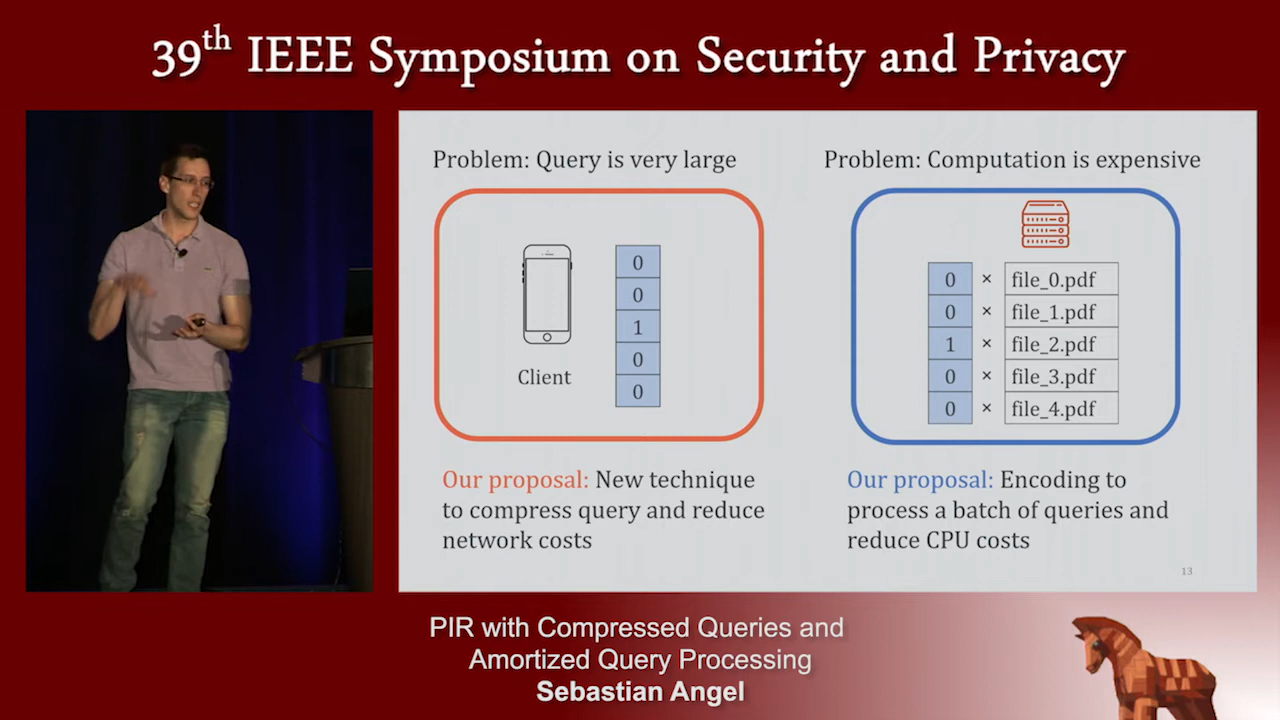 39th IEEE Symposium on Security and Privacy
Problem: Query is very large
0
0
1
0
0
Client
Our proposal: New technique
to compress query and reduce
network costs
Problem: Computation is expensive
0 × file_0.pdf
0 × file_1.pdf
1 × file_2.pdf
0 × file_3.pdf
0 × file_4.pdf
Our proposal: Encoding to
process a batch of queries and
reduce CPU costs
13
PIR with Compressed Queries and
Amortized Query Processing
Sebastian Angel